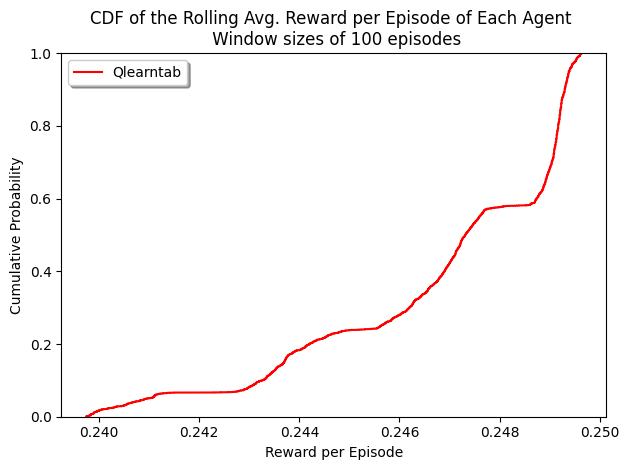 CDF of the Rolling Avg. Reward per Episode of Each Agent
Window sizes of 100 episodes
Qlearntab
1.0
0.8
0.6
0.4
0.2
0.0
Cumulative Probability
0.240 0.242 0.244 0.246 0.248 0.250
Reward per Episode